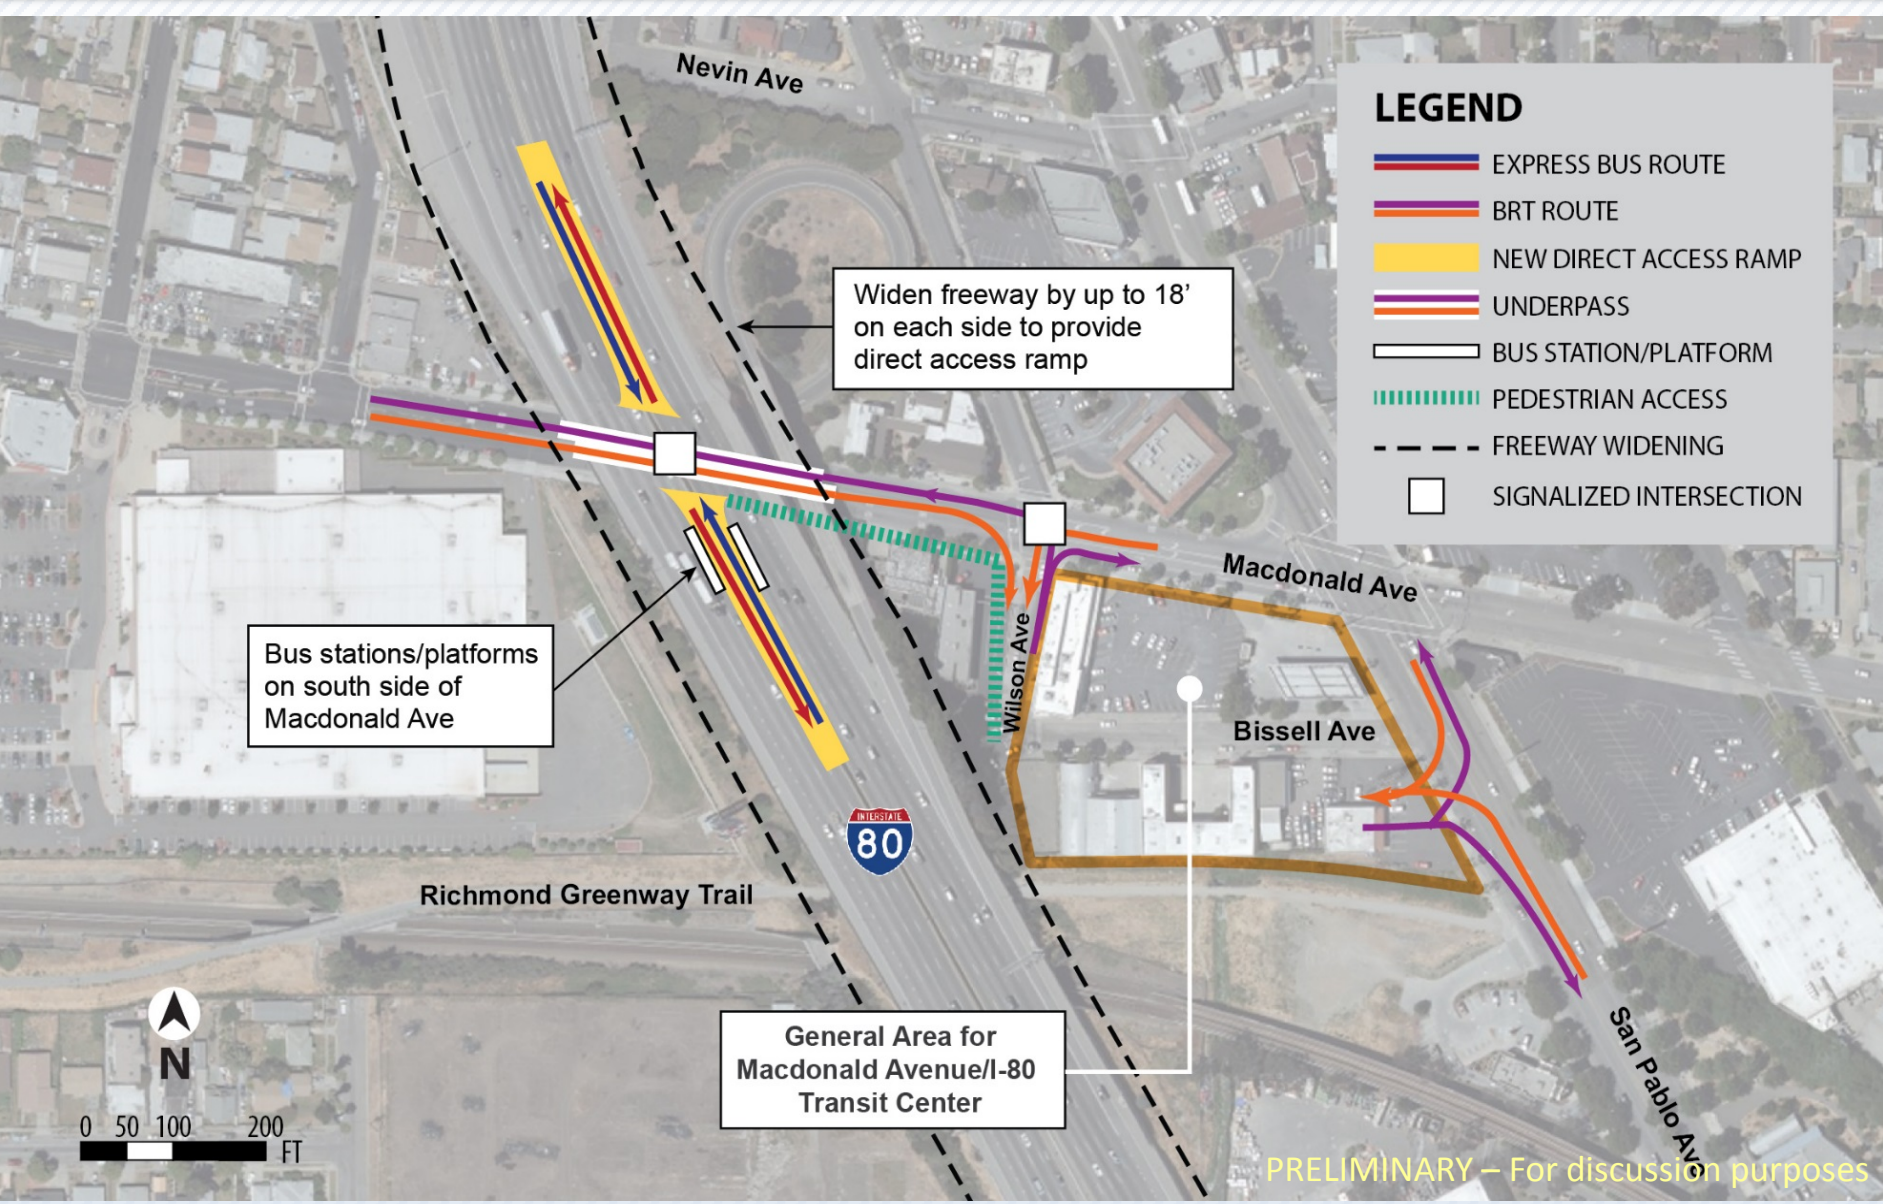 Nevin Ave
LEGEND
EXPRESS BUS ROUTE
BRT ROUTE
NEW DIRECT ACCESS RAMP
UNDERPASS
BUS STATION/PLATFORM
PEDESTRIAN ACCESS
FREEWAY WIDENING
SIGNALIZED INTERSECTION
Widen freeway by up to 18’
on each side to provide
direct access ramp
Macdonald Ave
Bus stations/platforms
on south side of
Macdonald Ave
Wilson Ave
Bissell Ave
INTERSTATE
80
Richmond Greenway Trail
N
0 50 100 200
FT
General Area for
Macdonald Avenue/I-80
Transit Center
San Pablo Ave
PRELIMINARY – For discussion purposes